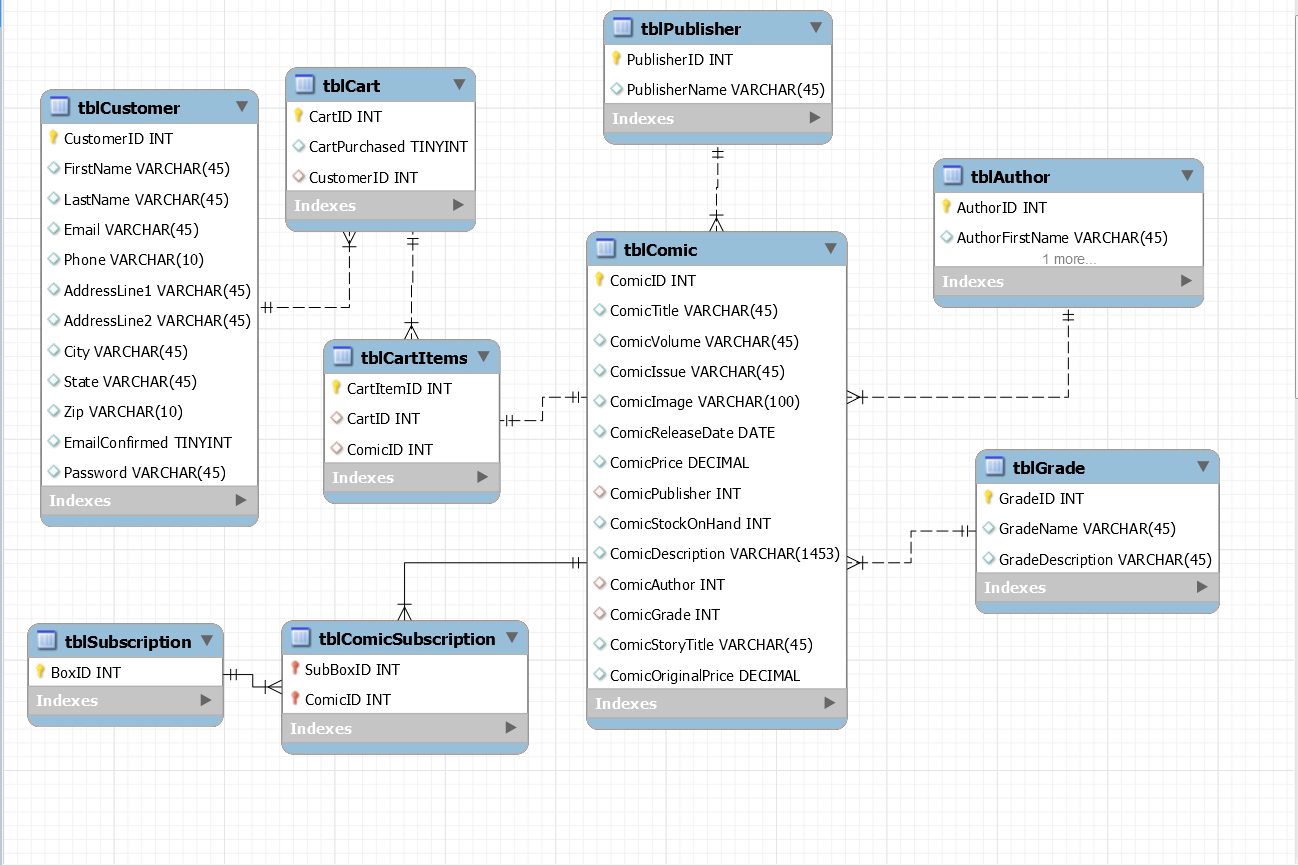 tblCustomer
CustomerID INT
FirstName VARCHAR(45)
LastName VARCHAR(45)
Email VARCHAR(45)
Phone VARCHAR(10)
AddressLine1 VARCHAR(45)
AddressLine2 VARCHAR(45)
City VARCHAR(45)
State VARCHAR(45)
Zip VARCHAR(10)
EmailConfirmed TINYINT
Password VARCHAR(45)
Indexes
tblCart
CartID INT
CartPurchased TINYINT
CustomerID INT
Indexes
tblCartItems
CartItemID INT
CartID INT
ComicID INT
Indexes
tblSubscription
BoxID INT
Indexes
tblComicSubscription
SubBoxID INT
ComicID INT
Indexes
tblPublisher
PublisherID INT
PublisherName VARCHAR(45)
Indexes
tblComic
ComicID INT
ComicTitle VARCHAR(45)
ComicVolume VARCHAR(45)
ComicIssue VARCHAR(45)
ComicImage VARCHAR(100)
ComicReleaseDate DATE
ComicPrice DECIMAL
ComicPublisher INT
ComicStockOnHand INT
ComicDescription VARCHAR(1453)
ComicAuthor INT
ComicGrade INT
ComicStoryTitle VARCHAR(45)
ComicOriginalPrice DECIMAL
Indexes
tblAuthor
AuthorID INT
AuthorFirstName VARCHAR(45)
1 more...
Indexes
tblGrade
GradeID INT
GradeName VARCHAR(45)
GradeDescription VARCHAR(45)
Indexes